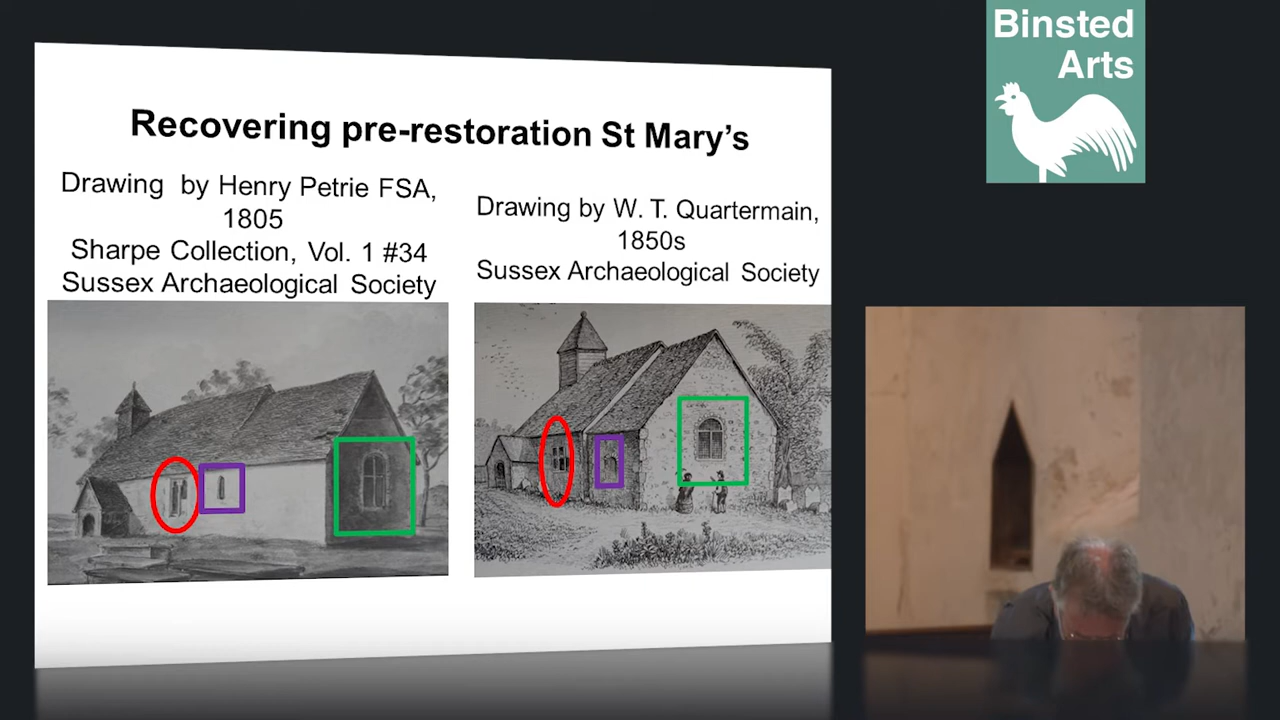 Recovering pre-restoration St Mary's
Drawing by Henry Petrie FSA,
1805
Sharpe Collection, Vol. 1 #34
Sussex Archaeological Society
Drawing by W. T. Quartermain,
1850s
Sussex Archaeological Society
Binsted
Arts